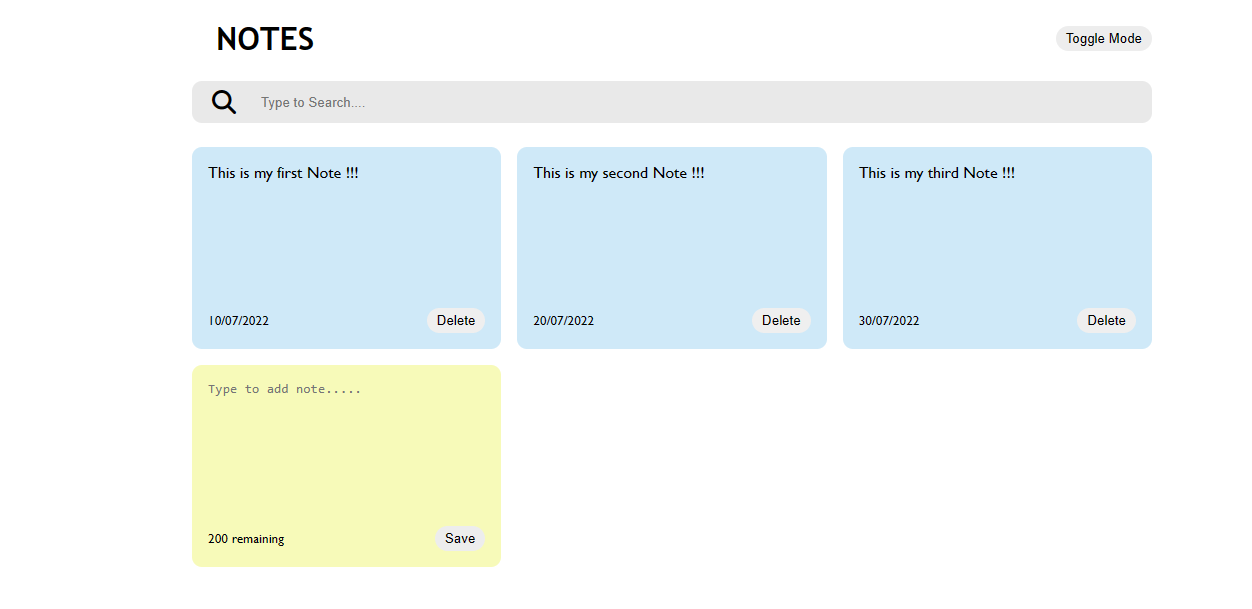 NOTES
Toggle Mode
Type to Search....
This is my first Note !!!
This is my second Note !!!
This is my third Note !!!
10/07/2022
Delete
20/07/2022
Delete
30/07/2022
Delete
Type to add note.....
200 remaining
Save